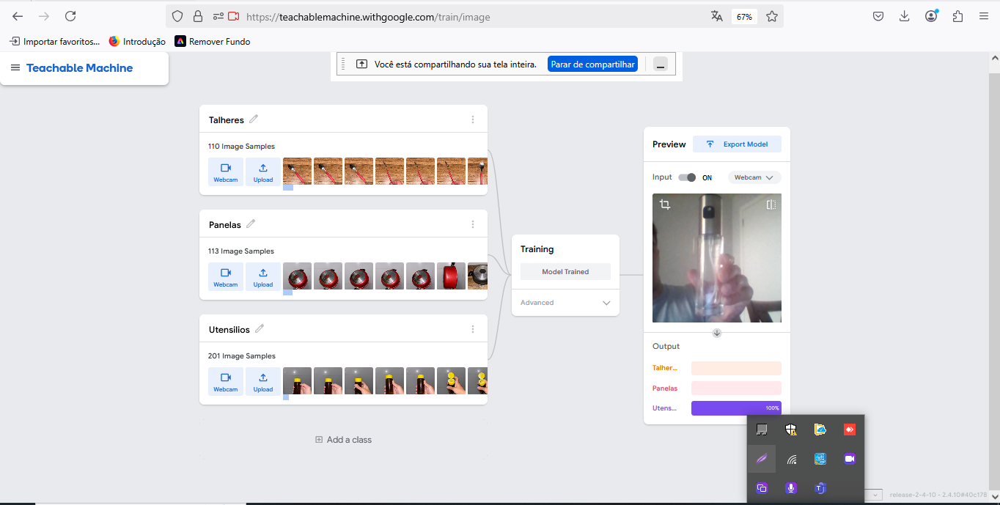 https://teachablemachine.withgoogle.com/train/image
67%
Importar favoritos...
Introdução
Remover Fundo
Teachable Machine
Você está compartilhando sua tela inteira.
Parar de compartilhar
Talheres
110 Image Samples
Webcam
Upload
Panelas
113 Image Samples
Webcam
Upload
Utensilios
201 Image Samples
Webcam
Upload
Add a class
Training
Model Trained
Advanced
Preview
Export Model
Input
ON
Webcam
Output
Talher...
Panelas
Utens...
100%
release-2-4-10 - 2.4.10#40c178